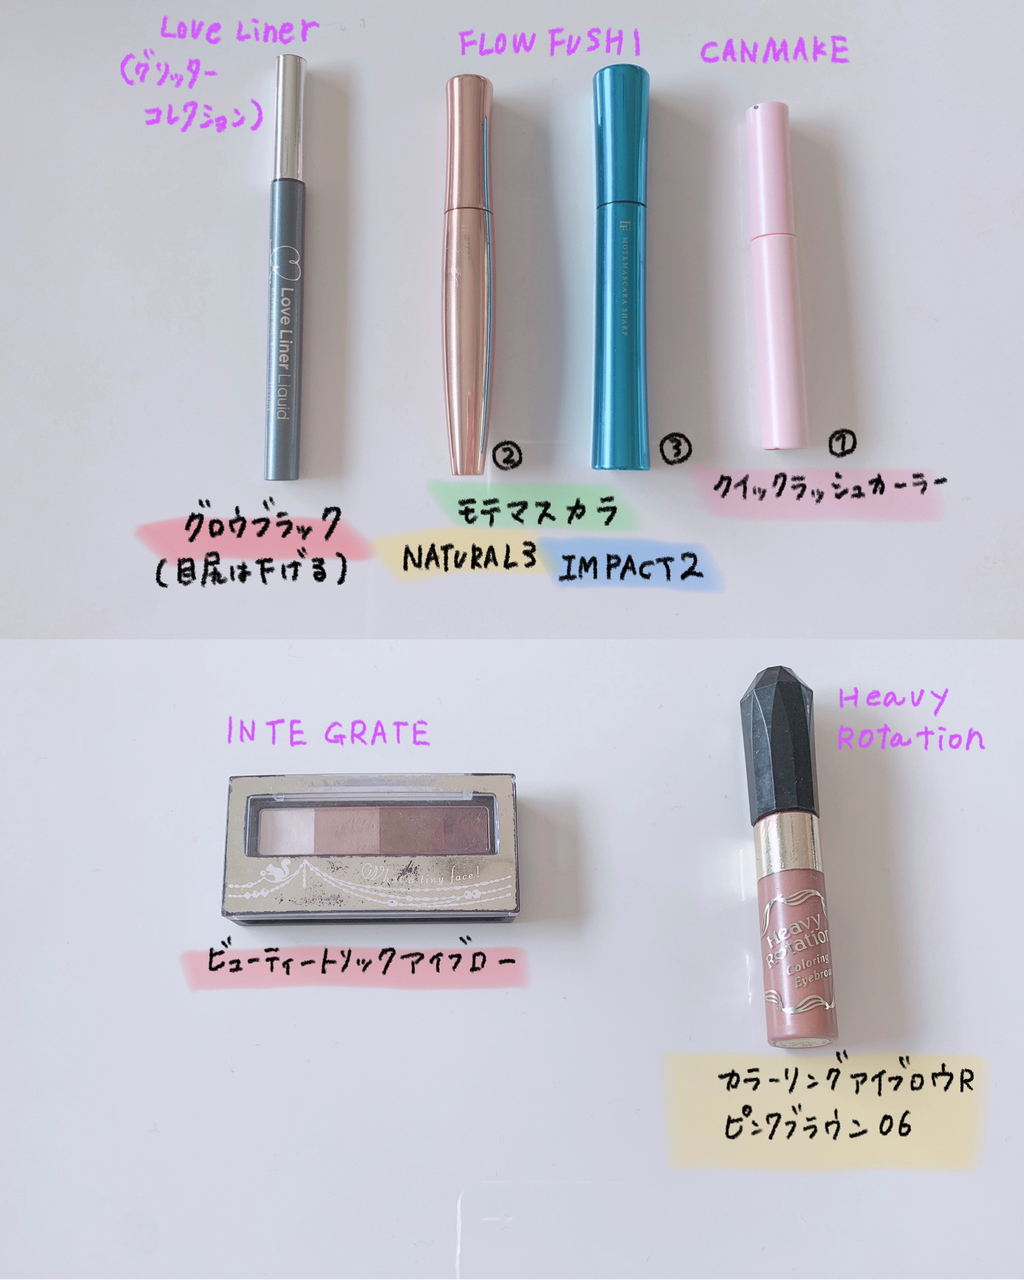 Love Liner
(グリッター
コレクション)
FLOW FUSHI
CANMAKE
Love Liner Liquid
MOTE MASCARA
②
③
①
クイックラッシュカーラー
グロウブラック
(目尻は下げる)
モテマスカラ
NATURAL3
IMPACT2
INTEGRATE
Heavy
Rotation
tiny face!
ビューティートリックアイブロー
Heavy
Rotation
Coloring
Eyebrow
カラーリングアイブロウR
ピンクブラウン06